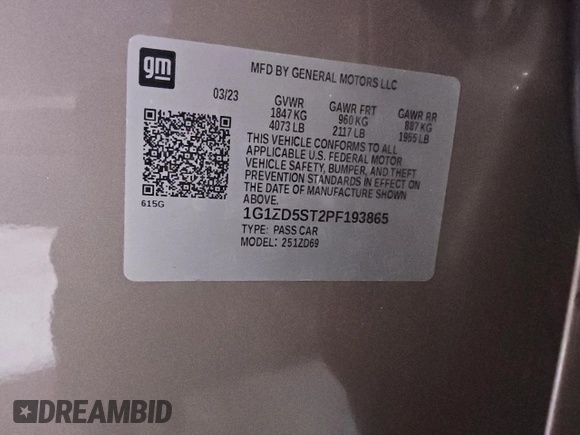 gm
MFD BY GENERAL MOTORS LLC
03/23 GVWR GAWR FRT GAWR RR
1847 KG 960 KG 887 KG
4073 LB 2117 LB 1955 LB
THIS VEHICLE CONFORMS TO ALL
APPLICABLE U.S. FEDERAL MOTOR
VEHICLE SAFETY, BUMPER, AND THEFT
PREVENTION STANDARDS IN EFFECT ON
THE DATE OF MANUFACTURE SHOWN
ABOVE.
615G
1G1ZD5ST2PF193865
TYPE: PASS CAR
MODEL: 251ZD69
DREAMBID